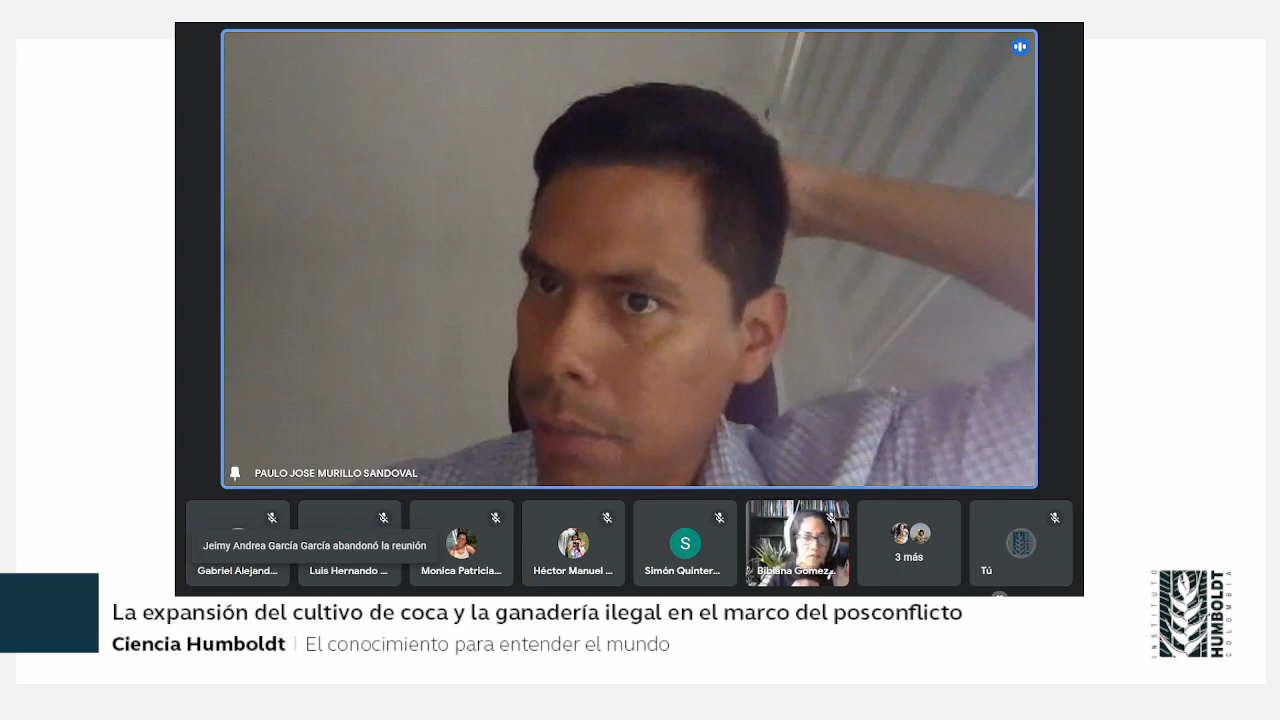 PAULO JOSE MURILLO SANDOVAL
Jeimy Andrea García García abandonó la reunión
S
3 más
Gabriel Alejand...
Luis Hernando ...
Monica Patricia...
Héctor Manuel ...
Simón Quinter...
Bibiana Gomez...
Tú
La expansión del cultivo de coca y la ganadería ilegal en el marco del posconflicto
Ciencia Humboldt | El conocimiento para entender el mundo
INSTITUTO
HUMBOLDT
COLOMBIA